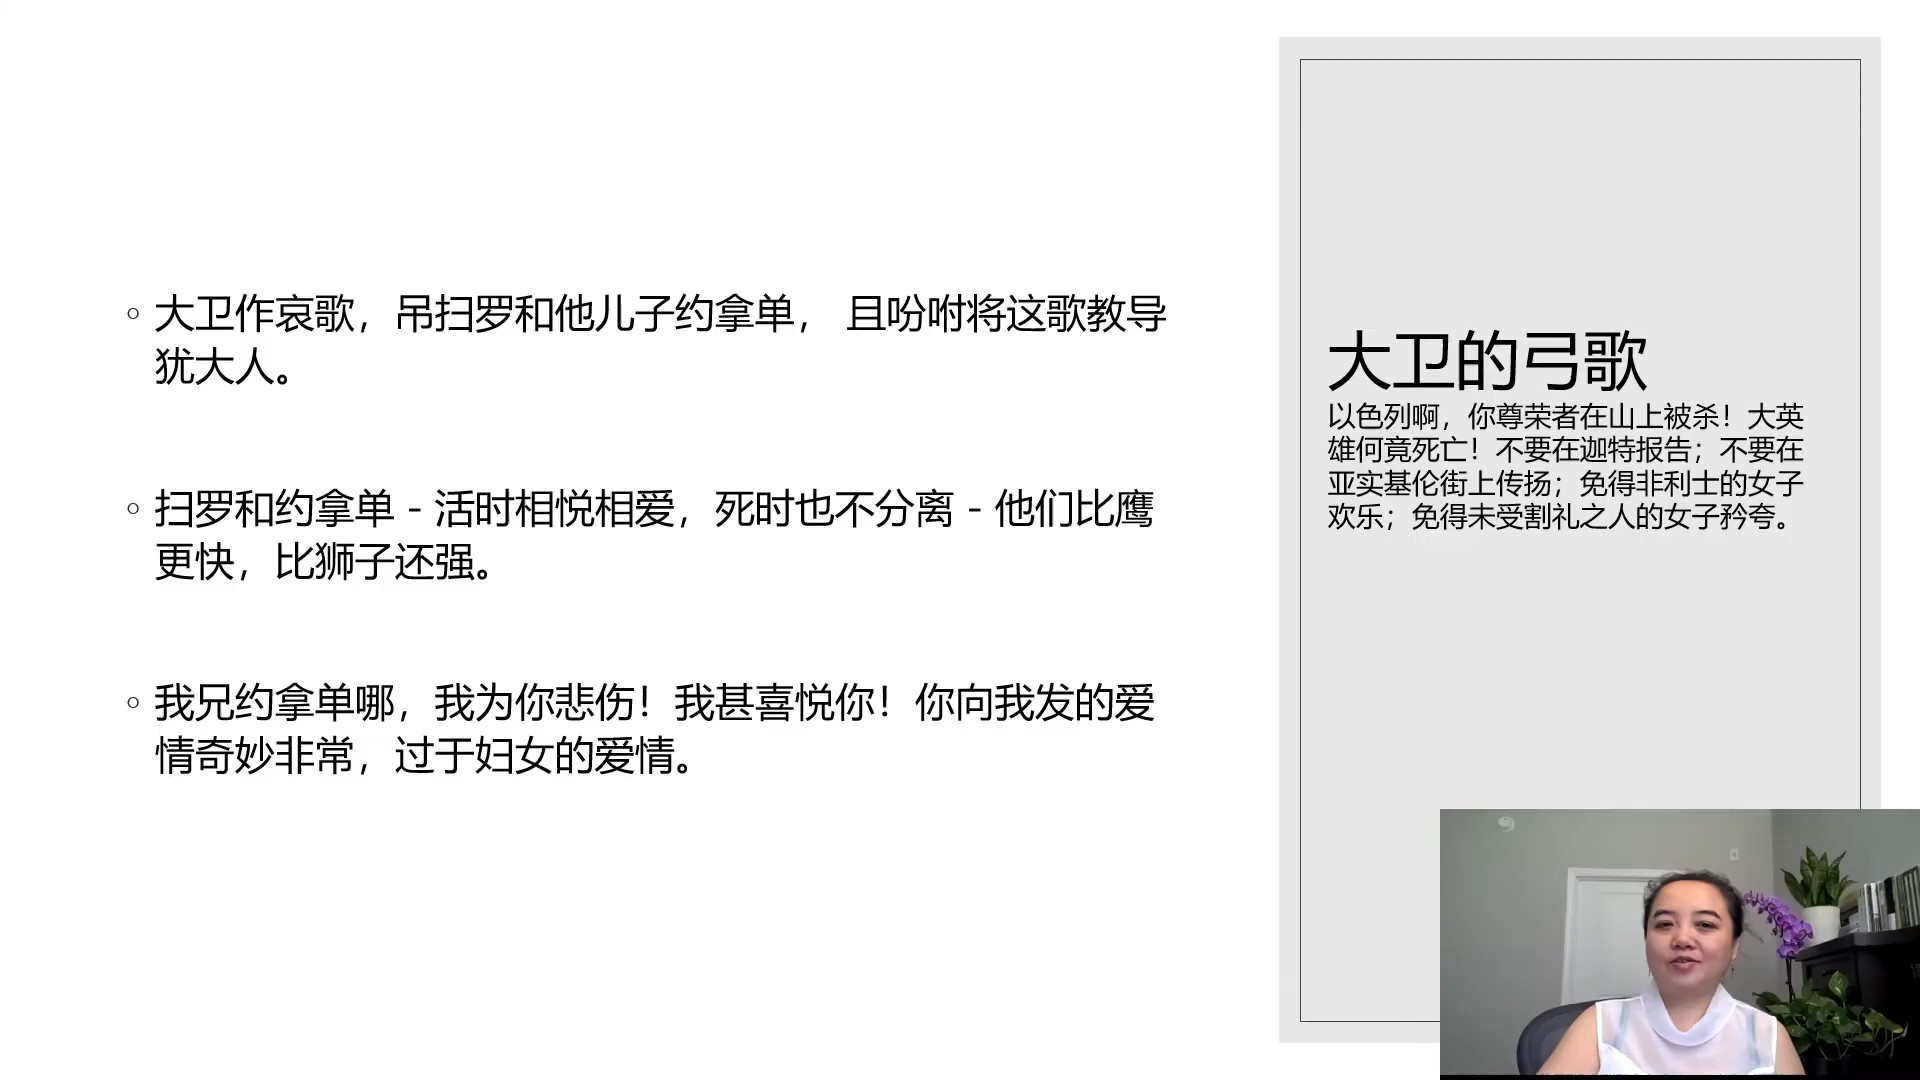 大卫作哀歌，吊扫罗和他儿子约拿单， 且吩咐将这歌教导
犹大人。
扫罗和约拿单 - 活时相悦相爱，死时也不分离 - 他们比鹰
更快，比狮子还强。
我兄约拿单哪，我为你悲伤！我甚喜悦你！你向我发的爱
情奇妙非常，过于妇女的爱情。
大卫的弓歌
以色列啊，你尊荣者在山上被杀！大英
雄何竟死亡！不要在迦特报告；不要在
亚实基伦街上传扬；免得非利士的女子
欢乐；免得未受割礼之人的女子矜夸。